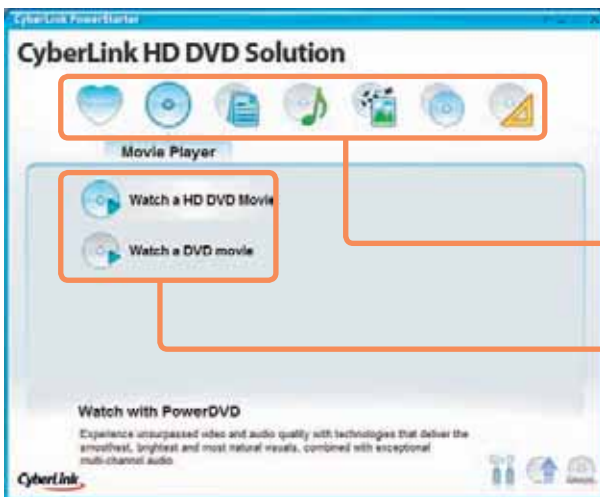 CyberLink PowerStarter
CyberLink HD DVD Solution
Movie Player
Watch a HD DVD Movie
Watch a DVD movie
Watch with PowerDVD
Experience unsurpassed video and audio quality with technologies that deliver the
smoothest, brightest and most natural visuals, combined with exceptional
multi-channel audio.
CyberLink